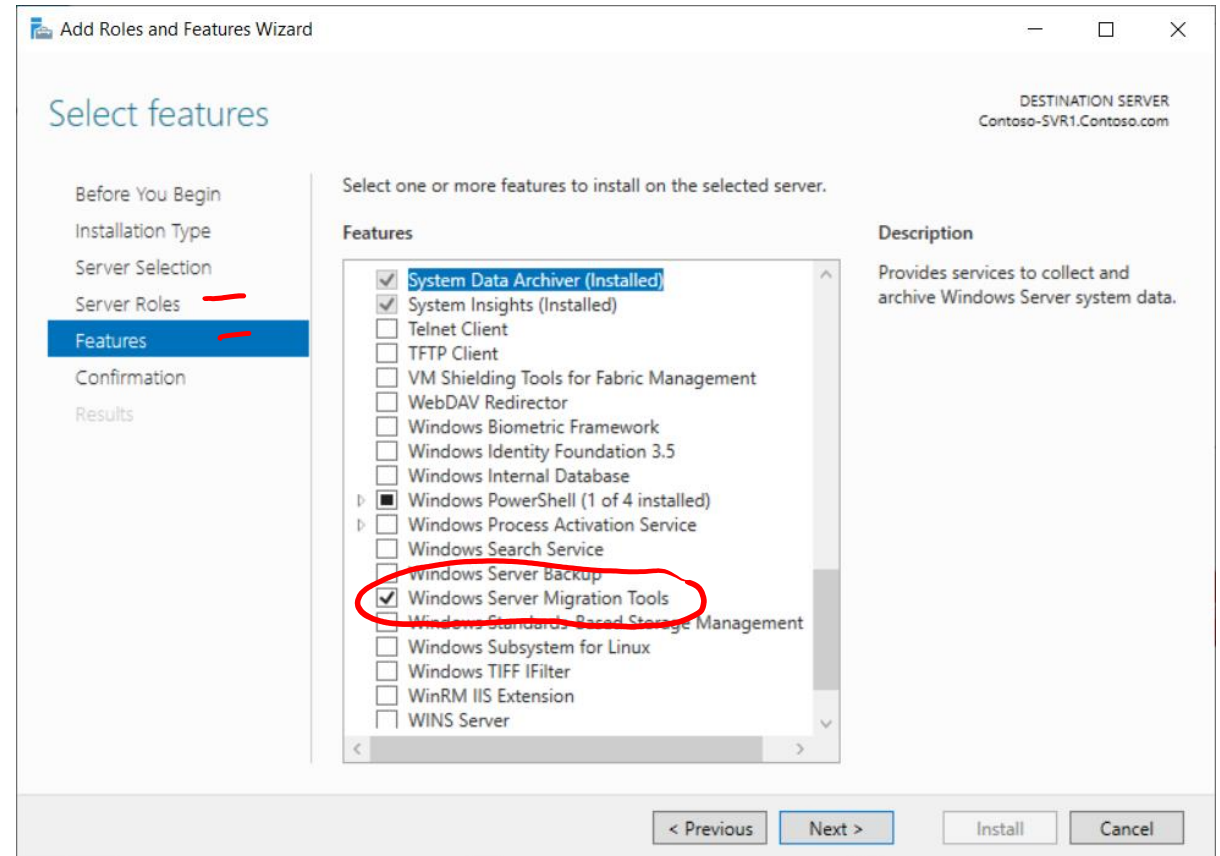 Add Roles and Features Wizard
Select features
DESTINATION SERVER
Contoso-SVR1.Contoso.com
Before You Begin
Installation Type
Server Selection
Server Roles
Features
Confirmation
Results
Select one or more features to install on the selected server.
Features
System Data Archiver (Installed)
System Insights (Installed)
Telnet Client
TFTP Client
VM Shielding Tools for Fabric Management
WebDAV Redirector
Windows Biometric Framework
Windows Identity Foundation 3.5
Windows Internal Database
Windows PowerShell (1 of 4 installed)
Windows Process Activation Service
Windows Search Service
Windows Server Backup
Windows Server Migration Tools
Windows Standards-Based Storage Management
Windows Subsystem for Linux
Windows TIFF IFilter
WinRM IIS Extension
WINS Server
Description
Provides services to collect and
archive Windows Server system data.
< Previous
Next >
Install
Cancel